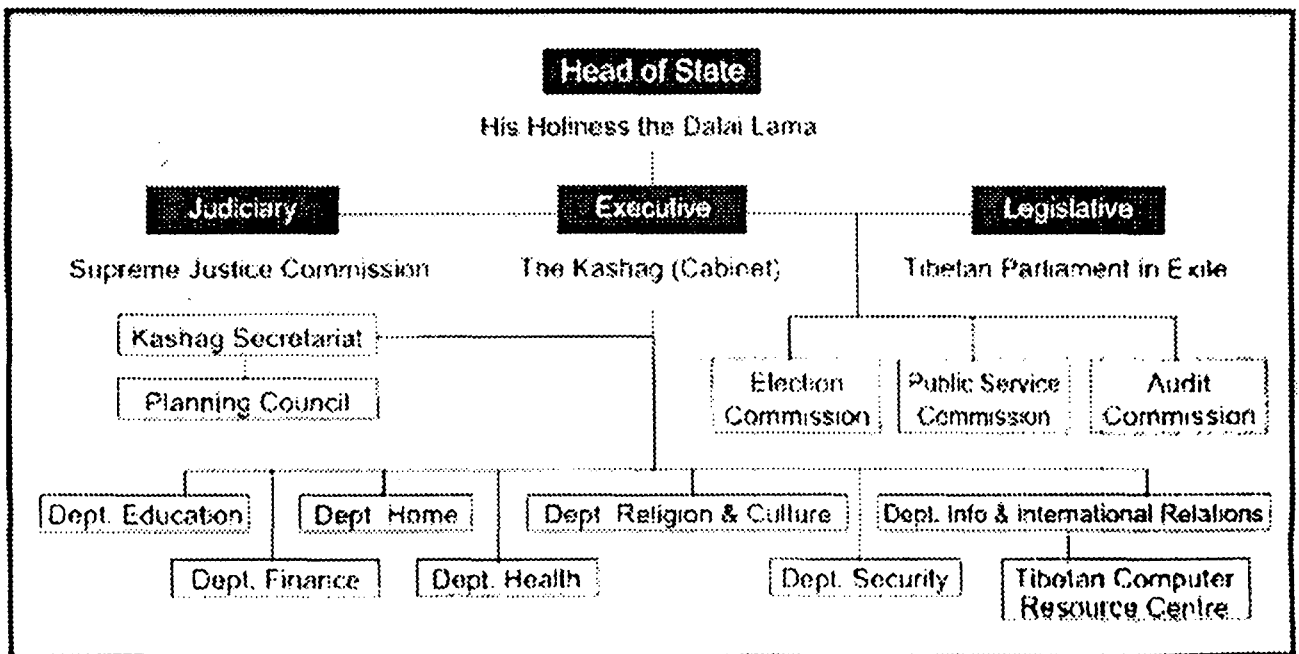 Head of State
His Holiness the Dalai Lama
Judiciary
Executive
Legislative
Supreme Justice Commission
The Kashag (Cabinet)
Tibetan Parliament in Exile
Kashag Secretariat
Planning Council
Election
Commission
Public Service
Commission
Audit
Commission
Dept. Education
Dept. Home
Dept. Religion & Culture
Dept. Info & International Relations
Dept. Finance
Dept. Health
Dept. Security
Tibetan Computer
Resource Centre